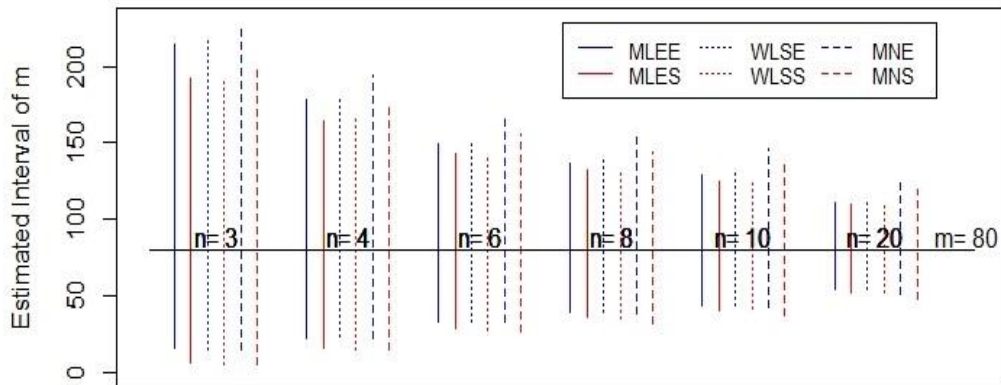 Estimated Interval of m
200
150
100
50
0
MLEE WLSE MNE
MLES WLSS MNS
n= 3 n= 4 n= 6 n= 8 n= 10 n= 20 m= 80